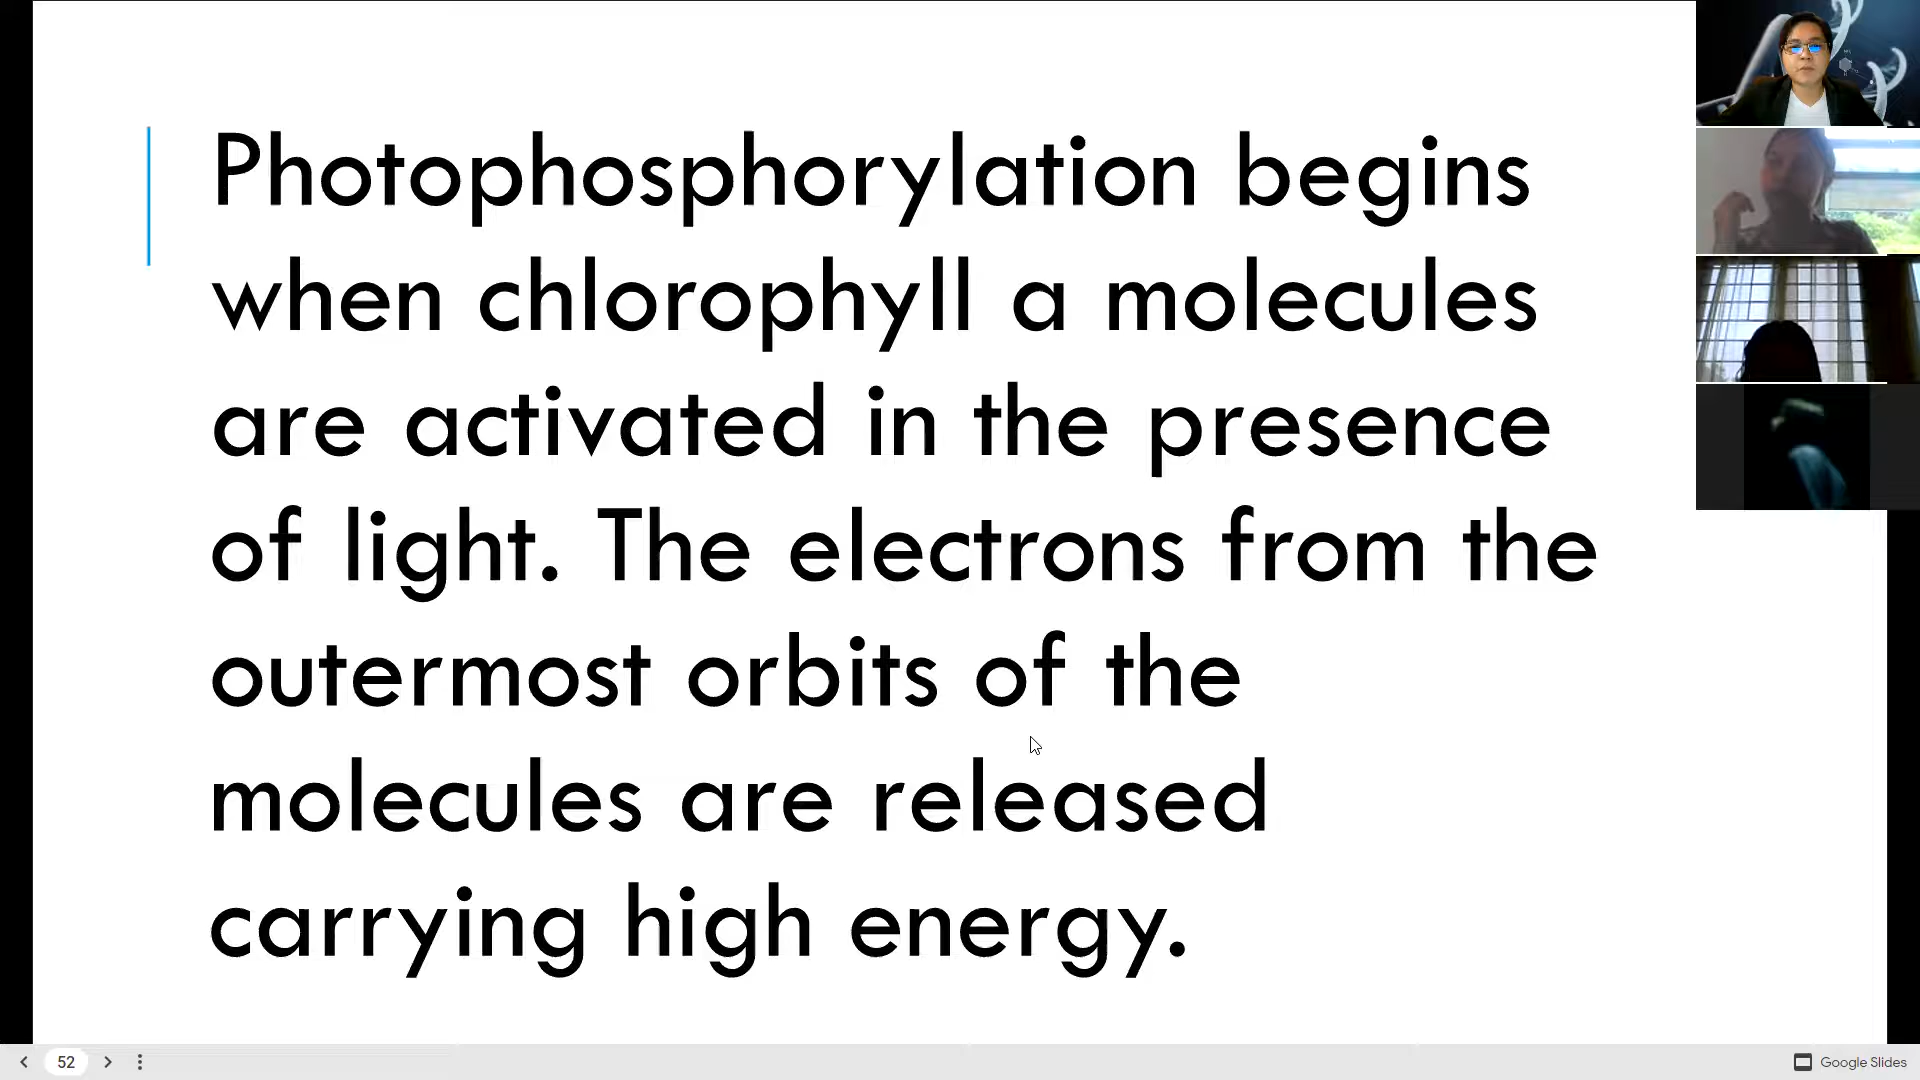 Photophosphorylation begins
when chlorophyll a molecules
are activated in the presence
of light. The electrons from the
outermost orbits of the
molecules are released
carrying high energy.
52
Google Slides